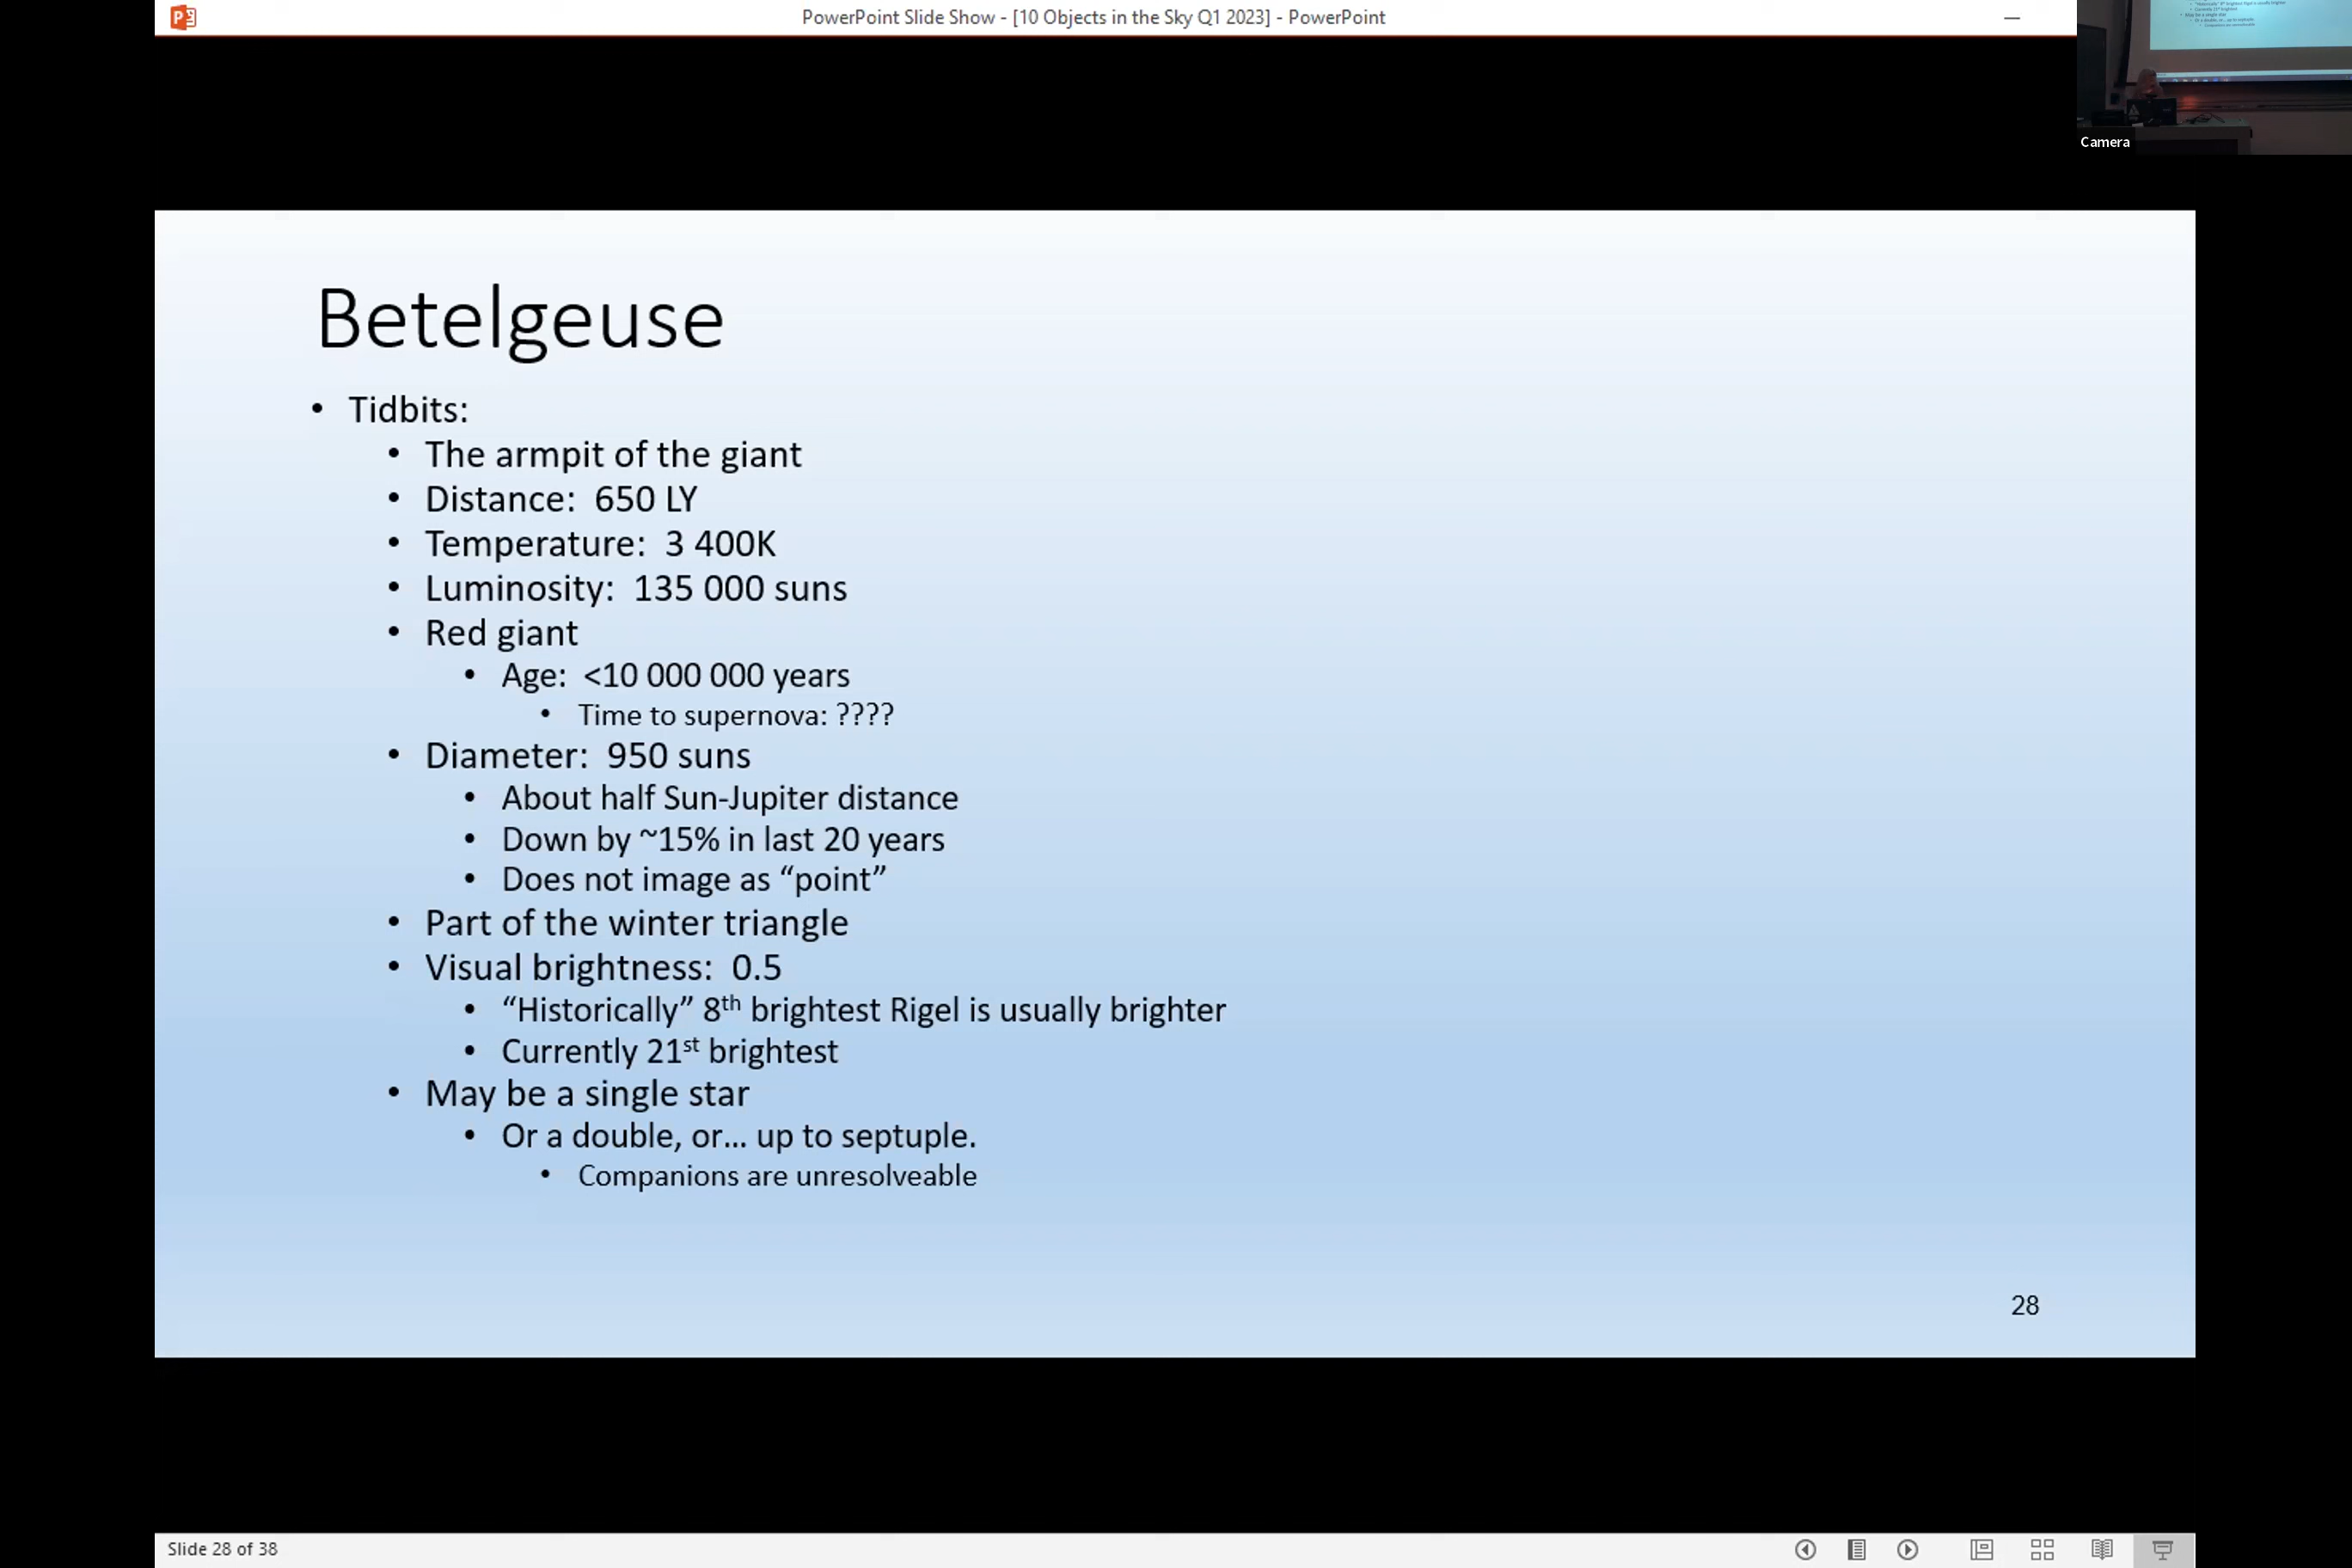 PowerPoint Slide Show - [10 Objects in the Sky Q1 2023] - PowerPoint
Camera
Betelgeuse
• Tidbits:
• The armpit of the giant
• Distance: 650 LY
• Temperature: 3 400K
• Luminosity: 135 000 suns
• Red giant
• Age: <10 000 000 years
• Time to supernova: ????
• Diameter: 950 suns
• About half Sun-Jupiter distance
• Down by ~15% in last 20 years
• Does not image as “point”
• Part of the winter triangle
• Visual brightness: 0.5
• “Historically” 8th brightest Rigel is usually brighter
• Currently 21st brightest
• May be a single star
• Or a double, or… up to septuple.
• Companions are unresolveable
28
Slide 28 of 38